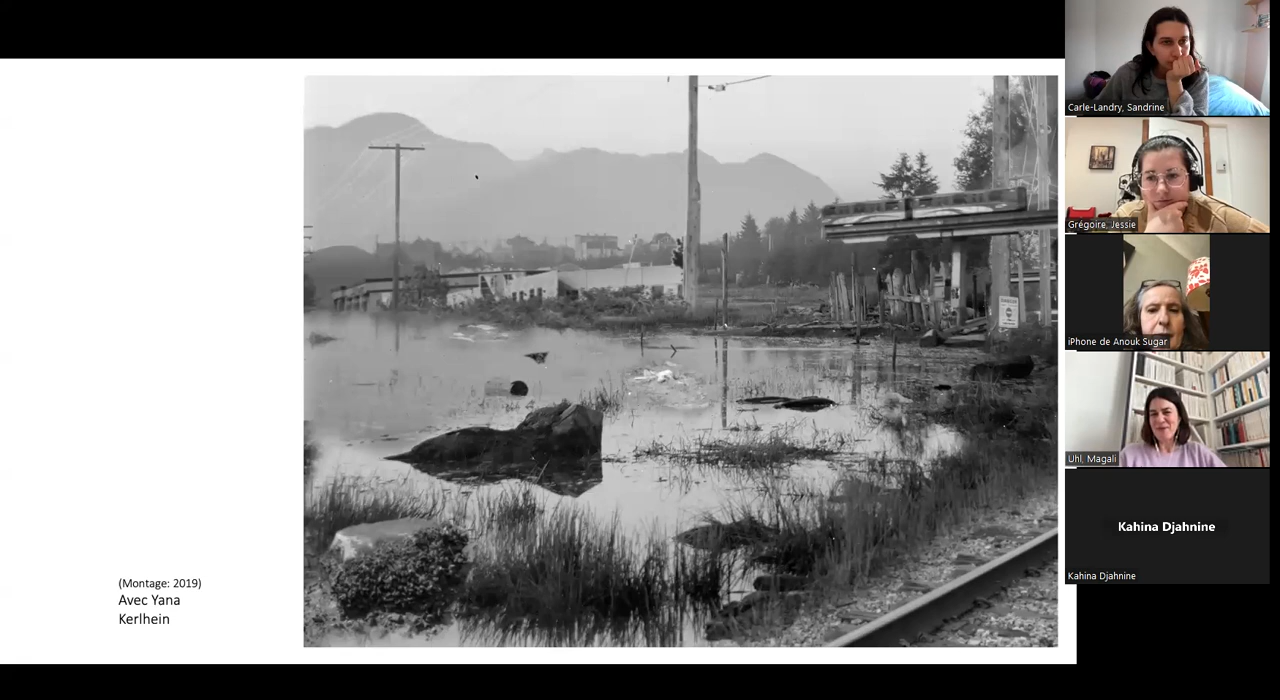 (Montage: 2019)
Avec Yana
Kerlhein
Carle-Landry, Sandrine
Grégoire, Jessie
iPhone de Anouk Sugar
Uhl, Magali
Kahina Djahnine
Kahina Djahnine